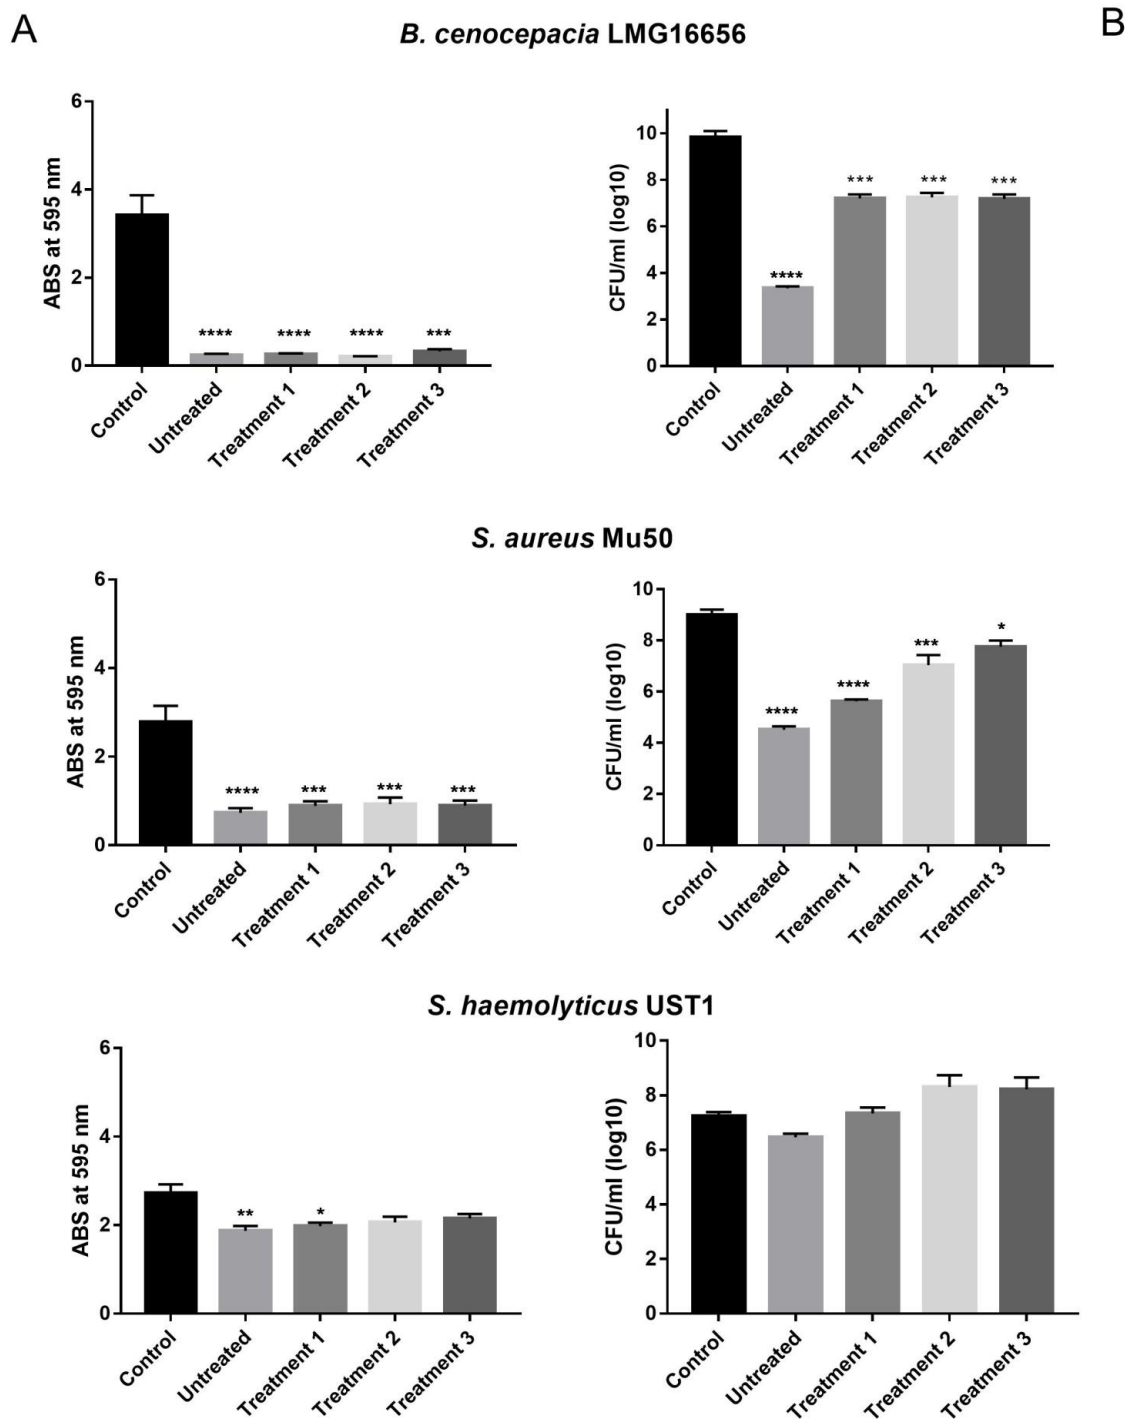 A
B
B. cenocepacia LMG16656
6
4
2
0
ABS at 595 nm
****
****
****
***
Control
Untreated
Treatment 1
Treatment 2
Treatment 3
10
8
6
4
2
0
CFU/ml (log10)
****
***
***
***
Control
Untreated
Treatment 1
Treatment 2
Treatment 3
S. aureus Mu50
6
4
2
0
ABS at 595 nm
****
***
***
***
Control
Untreated
Treatment 1
Treatment 2
Treatment 3
10
8
6
4
2
0
CFU/ml (log10)
****
****
***
*
Control
Untreated
Treatment 1
Treatment 2
Treatment 3
S. haemolyticus UST1
6
4
2
0
ABS at 595 nm
**
*
Control
Untreated
Treatment 1
Treatment 2
Treatment 3
10
8
6
4
2
0
CFU/ml (log10)
Control
Untreated
Treatment 1
Treatment 2
Treatment 3